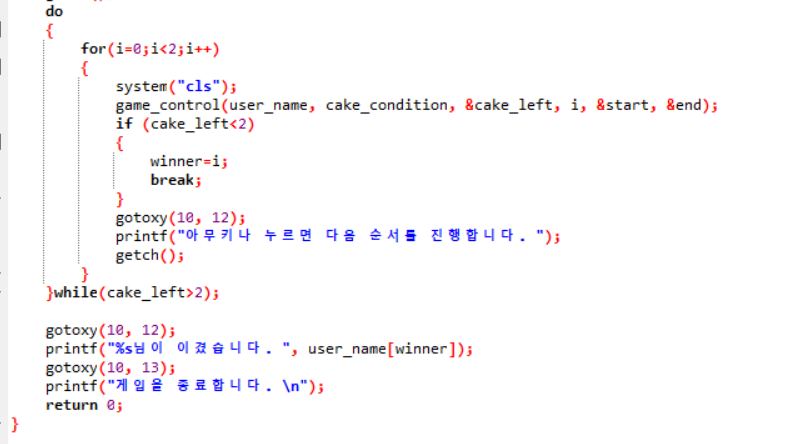 do
{
for(i=0;i<2;i++)
{
system("cls");
game_control(user_name, cake_condition, &cake_left, i, &start, &end);
if (cake_left<2)
{
winner=i;
break;
}
gotoxy(10, 12);
printf("아무키나 누르면 다음 순서를 진행합니다. ");
getch();
}
}while(cake_left>2);
gotoxy(10, 12);
printf("%s님이 이겼습니다. ", user_name[winner]);
gotoxy(10, 13);
printf("게임을 종료합니다. \n");
return 0;
}